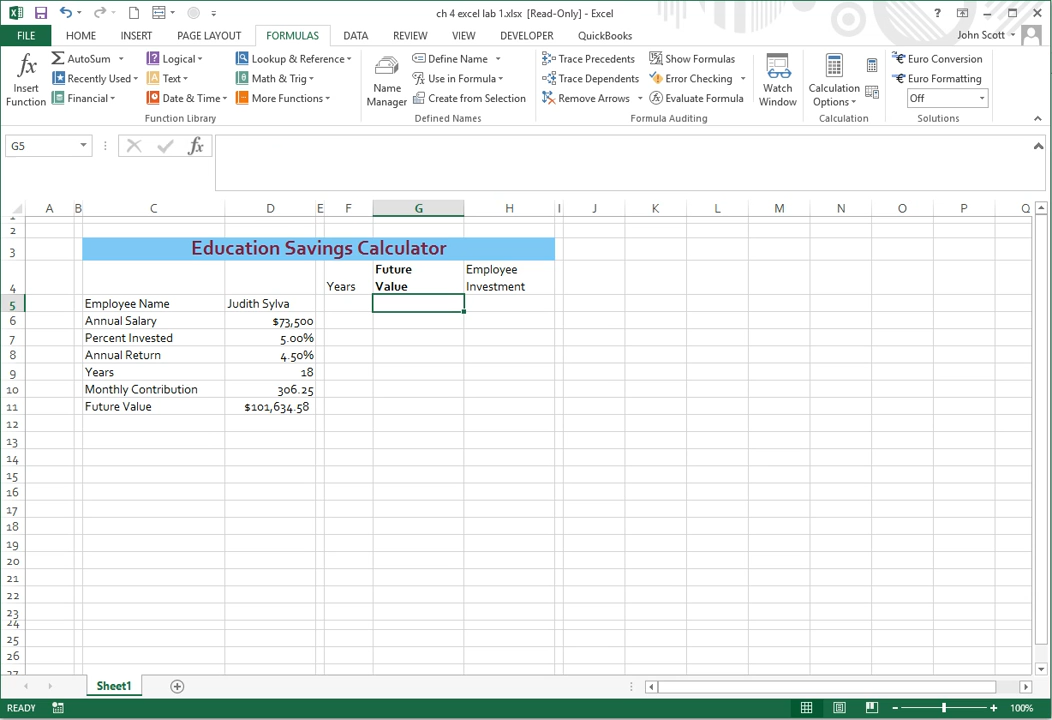 ch 4 excel lab 1.xlsx [Read-Only] - Excel
?
FILE HOME INSERT PAGE LAYOUT FORMULAS DATA REVIEW VIEW DEVELOPER QuickBooks John Scott
fx Insert Function
AutoSum
Recently Used
Financial
Logical
Text
Date & Time
Lookup & Reference
Math & Trig
More Functions
Function Library
Name Manager
Define Name
Use in Formula
Create from Selection
Defined Names
Trace Precedents
Trace Dependents
Remove Arrows
Show Formulas
Error Checking
Evaluate Formula
Formula Auditing
Watch Window
Calculation Options
Calculation
Euro Conversion
Euro Formatting
Off
Solutions
G5 fx
A B C D E F G H I J K L M N O P Q
2
3 Education Savings Calculator
4 Years Future Value Employee Investment
5 Employee Name Judith Sylva
6 Annual Salary $73,500
7 Percent Invested 5.00%
8 Annual Return 4.50%
9 Years 18
10 Monthly Contribution 306.25
11 Future Value $101,634.58
12
13
14
15
16
17
18
19
20
21
22
23
24
25
26
27
Sheet1
READY 100%